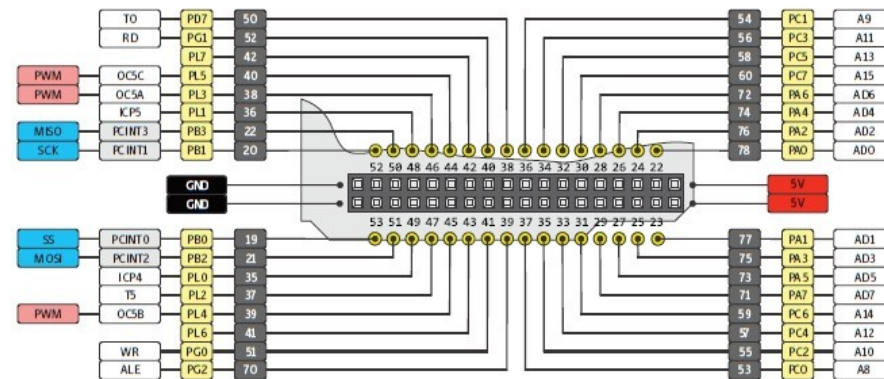 T0 PD7 50 54 PC1 A9
RD PG1 52 56 PC3 A11
PL7 42 58 PC5 A13
PWM OC5C PL5 40 60 PC7 A15
PWM OC5A PL3 38 72 PA6 AD6
ICP5 PL1 36 74 PA4 AD4
MISO PCINT3 PB3 22 76 PA2 AD2
SCK PCINT1 PB1 20 78 PA0 AD0
52 50 48 46 44 42 40 38 36 34 32 30 28 26 24 22
GND 5V
GND 5V
53 51 49 47 45 43 41 39 37 35 33 31 29 27 25 23
SS PCINT0 PB0 19 77 PA1 AD1
MOSI PCINT2 PB2 21 75 PA3 AD3
ICP4 PL0 35 73 PA5 AD5
T5 PL2 37 71 PA7 AD7
PWM OC5B PL4 39 59 PC6 A14
PL6 41 57 PC4 A12
WR PG0 51 55 PC2 A10
ALE PG2 70 53 PC0 A8